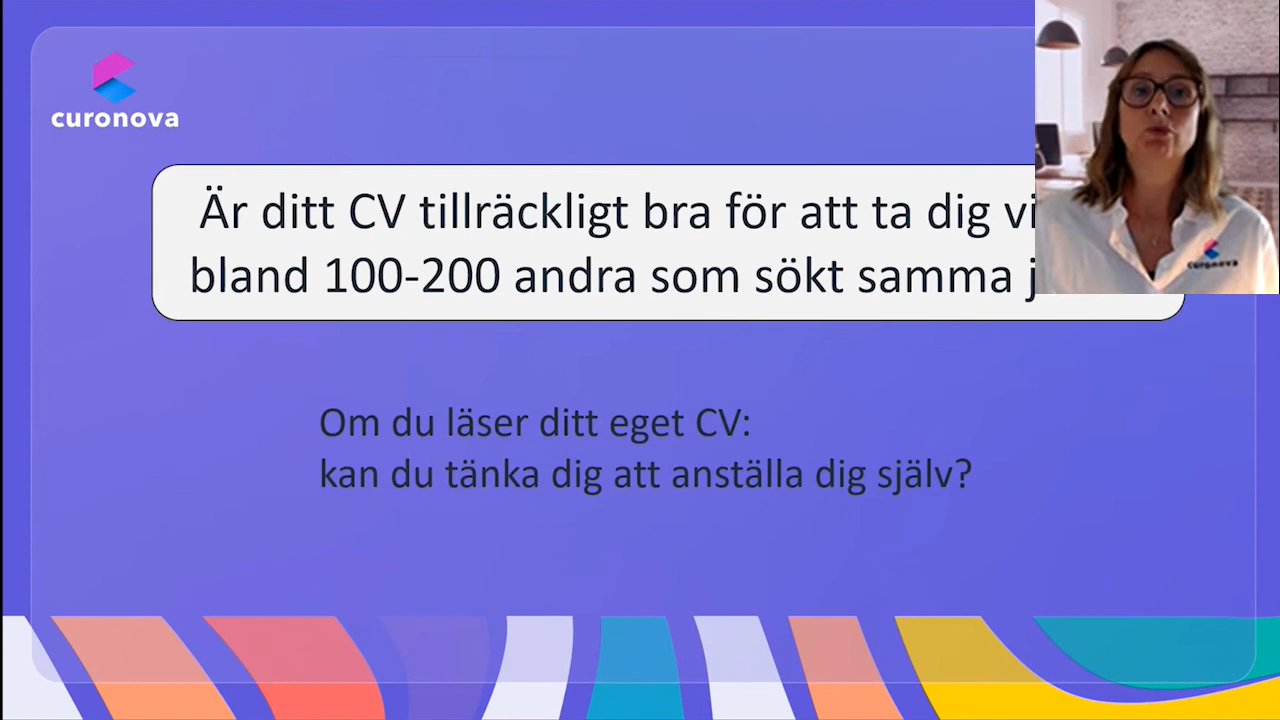 curonova
Är ditt CV tillräckligt bra för att ta dig
bland 100-200 andra som sökt samma
curonova
Om du läser ditt eget CV:
kan du tänka dig att anställa dig själv?